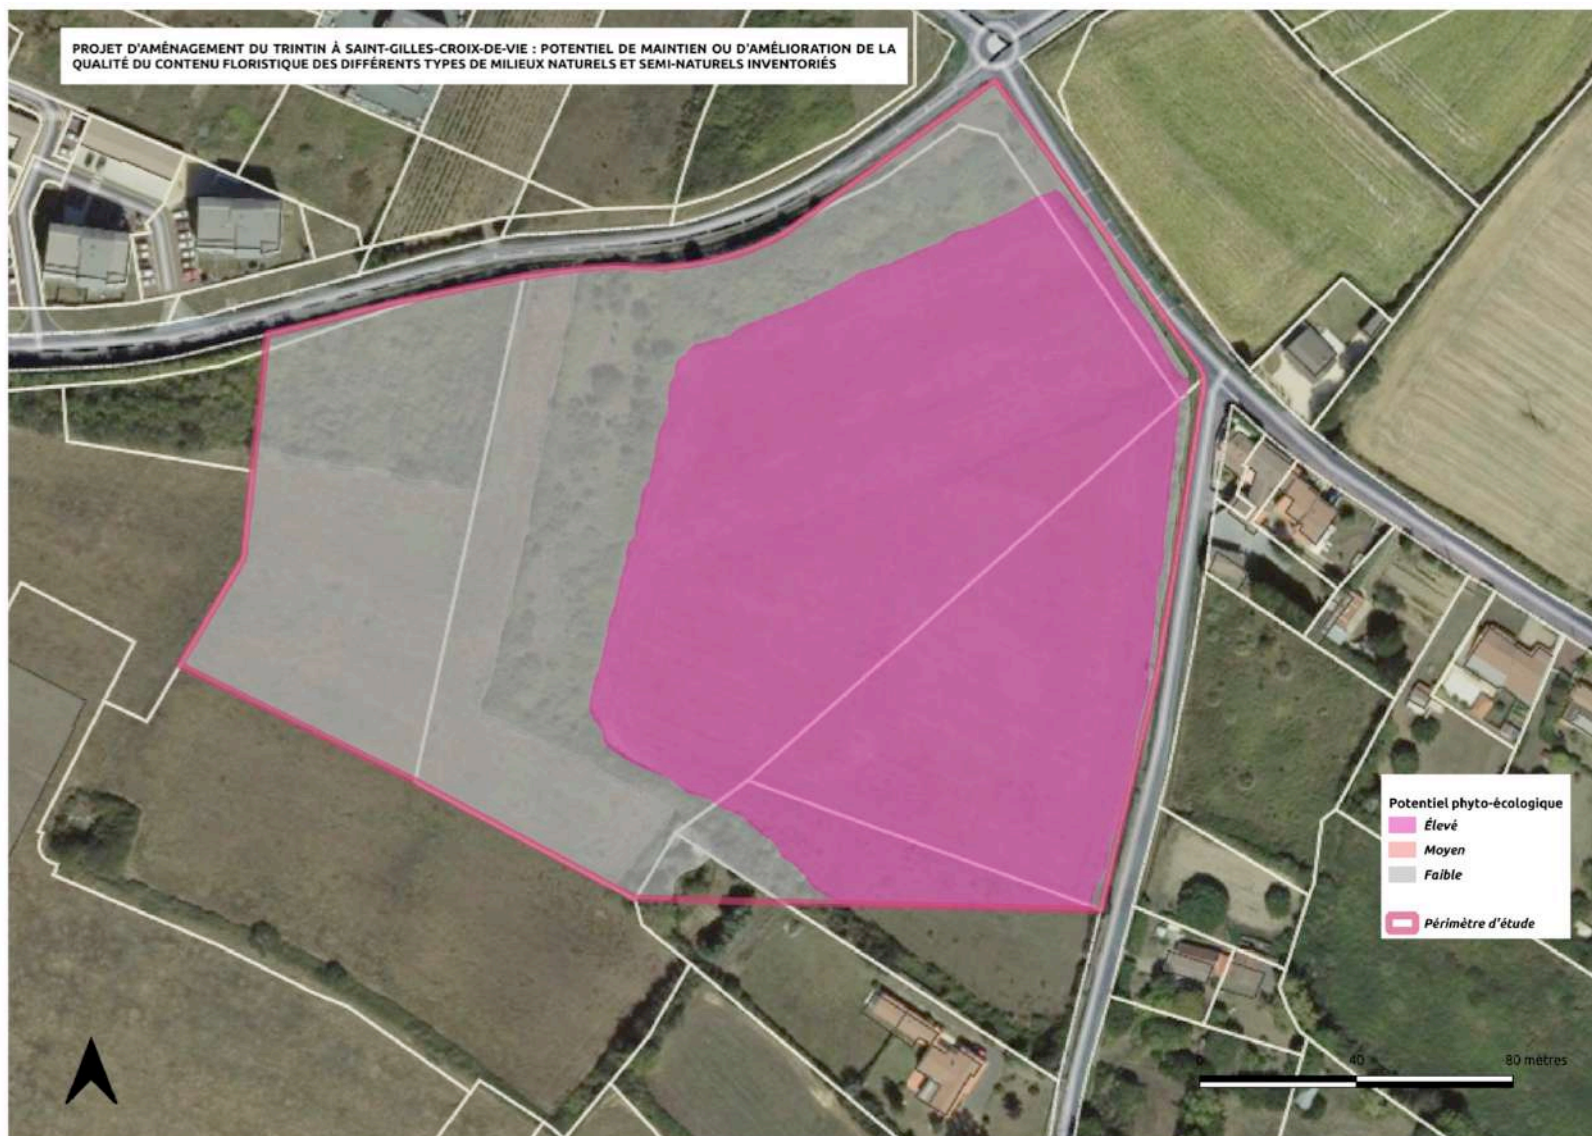 PROJET D'AMÉNAGEMENT DU TRINTIN À SAINT-GILLES-CROIX-DE-VIE : POTENTIEL DE MAINTIEN OU D'AMÉLIORATION DE LA
QUALITÉ DU CONTENU FLORISTIQUE DES DIFFÉRENTS TYPES DE MILIEUX NATURELS ET SEMI-NATURELS INVENTORIÉS
Potentiel phyto-écologique
Élevé
Moyen
Faible
Périmètre d'étude
0 40 80 mètres